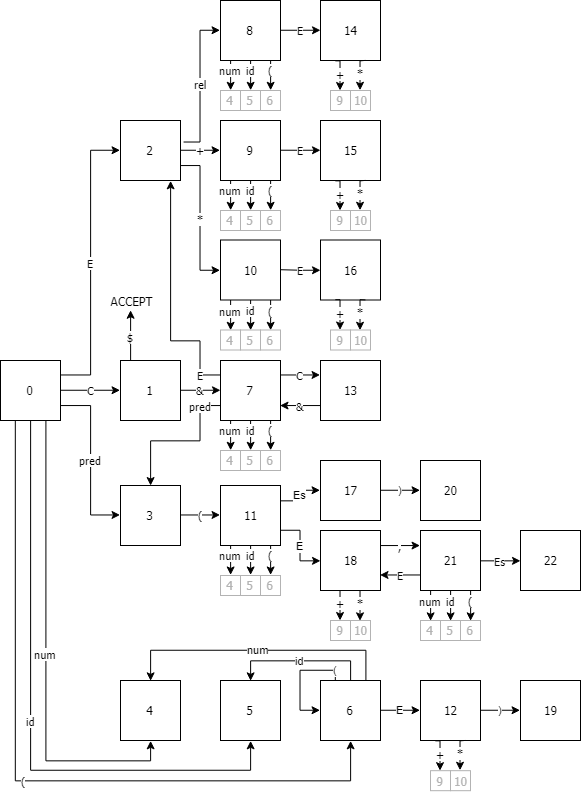 8 E 14
num id ( + *
rel 4 5 6 9 10
2 + 9 E 15
num id ( + *
* 4 5 6 9 10
E
10 E 16
ACCEPT
num id ( + *
$ 4 5 6 9 10
E C
0 C 1 & 7 13
pred &
num id (
pred 4 5 6
Es 17 ) 20
3 ( 11
E , 
num id ( 18 21 Es 22
E
4 5 6 + * num id (
9 10 4 5 6
num num
id
(
4 5 6 E 12 ) 19
id
+ *
( 9 10